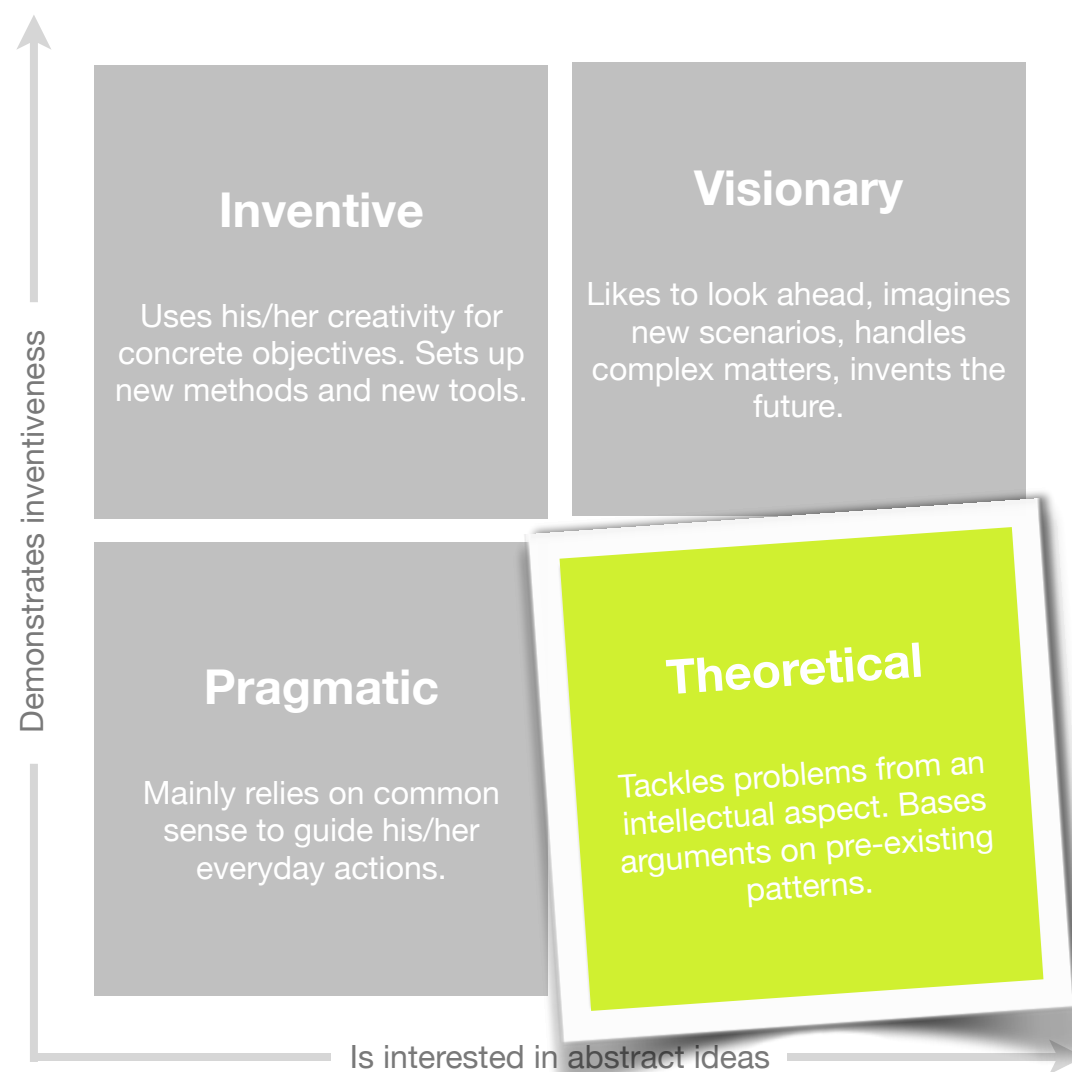 Inventive
Uses his/her creativity for
concrete objectives. Sets up
new methods and new tools.
Visionary
Likes to look ahead, imagines
new scenarios, handles
complex matters, invents the
future.
Demonstrates inventiveness
Pragmatic
Mainly relies on common
sense to guide his/her
everyday actions.
Theoretical
Tackles problems from an
intellectual aspect. Bases
arguments on pre-existing
patterns.
Is interested in abstract ideas